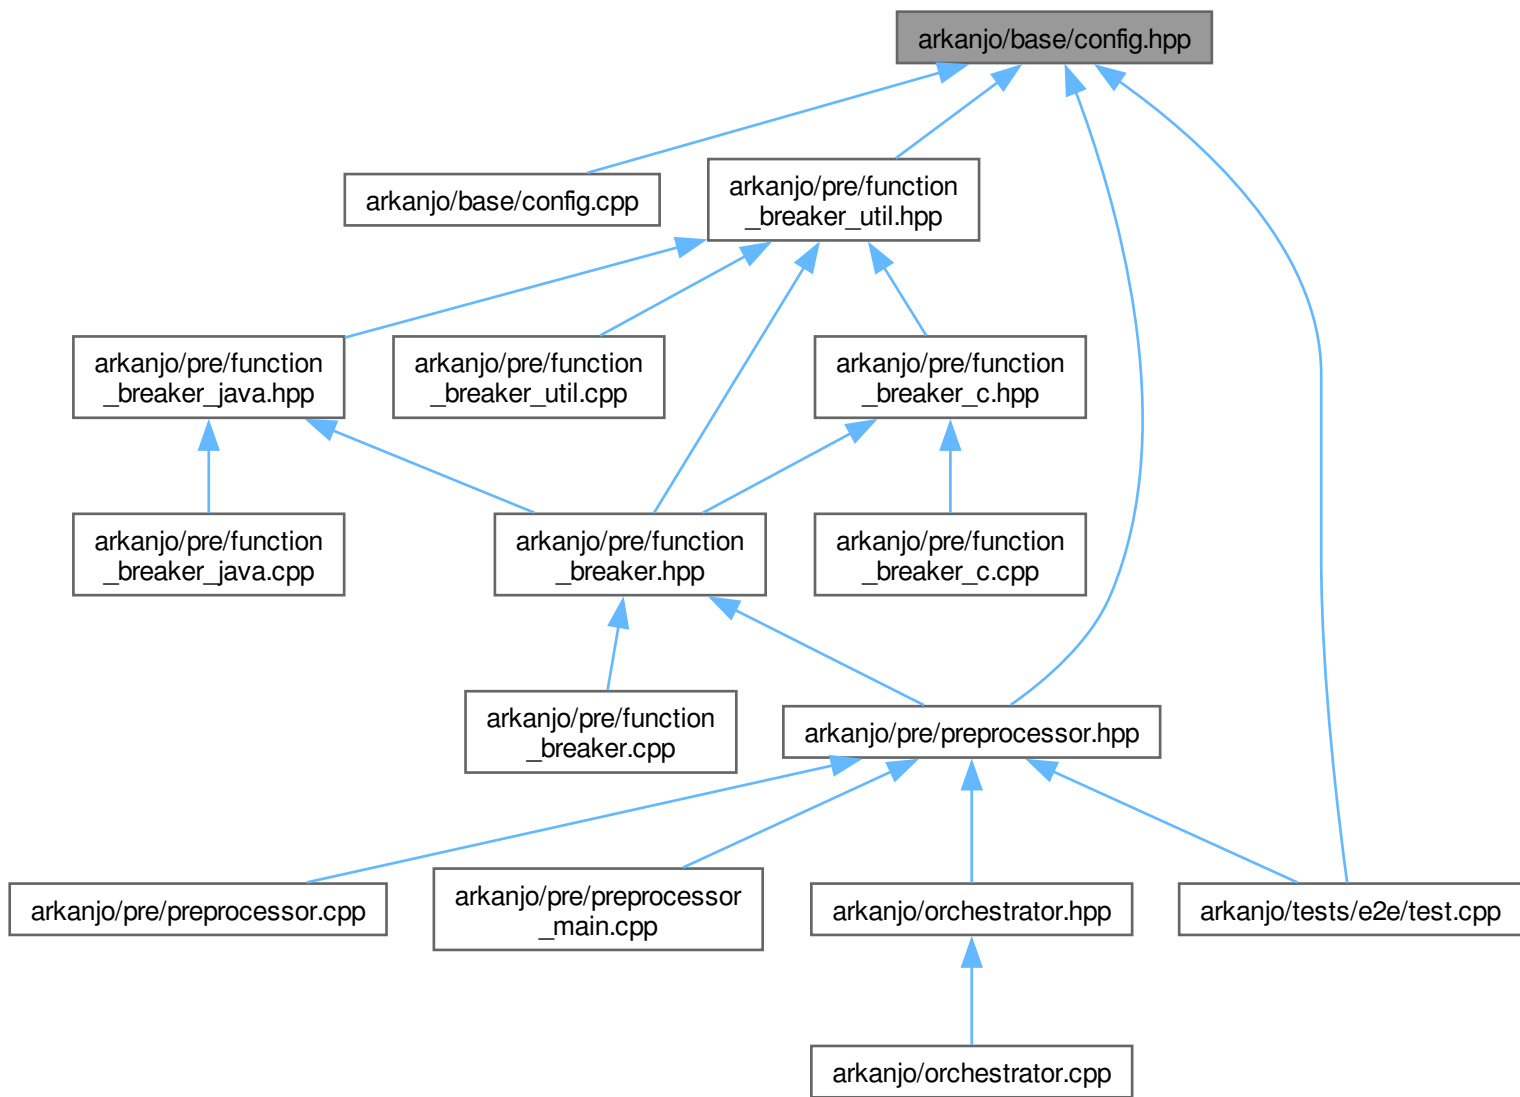 arkanjo/base/config.hpp
arkanjo/base/config.cpp
arkanjo/pre/function
_breaker_util.hpp
arkanjo/pre/function
_breaker_java.hpp
arkanjo/pre/function
_breaker_util.cpp
arkanjo/pre/function
_breaker_c.hpp
arkanjo/pre/function
_breaker_java.cpp
arkanjo/pre/function
_breaker.hpp
arkanjo/pre/function
_breaker_c.cpp
arkanjo/pre/function
_breaker.cpp
arkanjo/pre/preprocessor.hpp
arkanjo/pre/preprocessor.cpp
arkanjo/pre/preprocessor
_main.cpp
arkanjo/orchestrator.hpp
arkanjo/tests/e2e/test.cpp
arkanjo/orchestrator.cpp